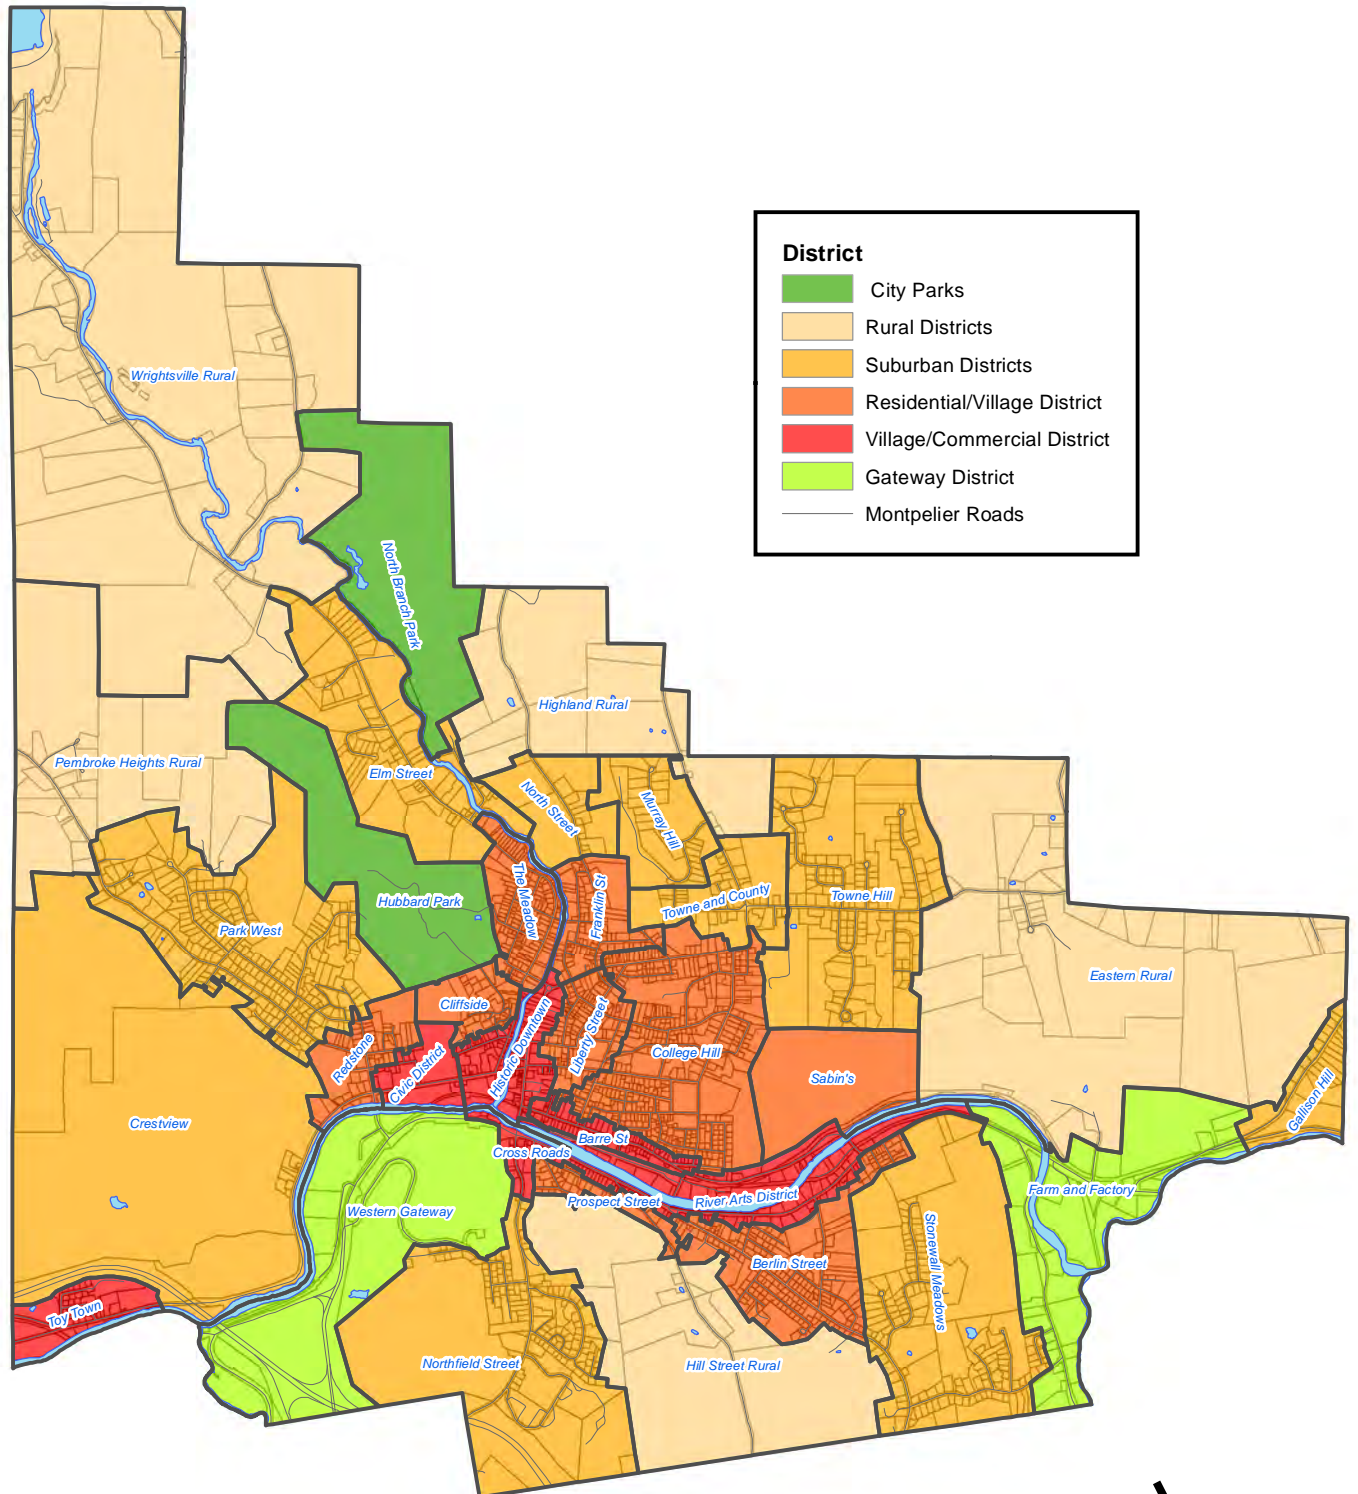 District
City Parks
Rural Districts
Suburban Districts
Residential/Village District
Village/Commercial District
Gateway District
Montpelier Roads
Wrightsville Rural
North Branch Park
Highland Rural
Pembroke Heights Rural
Elm Street
North Street
Murray Hill
The Meadow
Franklin St
Towne and County
Towne Hill
Hubbard Park
Park West
Eastern Rural
Cliffside
Historic Downtown
Liberty Street
College Hill
Redstone
Civic District
Sabin's
Gallison Hill
Crestview
Barre St
Cross Roads
Prospect Street
River Arts District
Farm and Factory
Western Gateway
Stonewall Meadows
Berlin Street
Toy Town
Northfield Street
Hill Street Rural